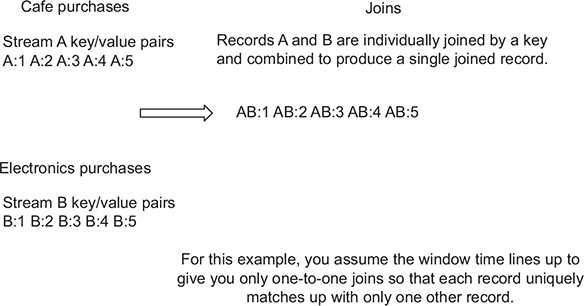 Cafe purchases
Stream A key/value pairs
A:1 A:2 A:3 A:4 A:5
Joins
Records A and B are individually joined by a key
and combined to produce a single joined record.
AB:1 AB:2 AB:3 AB:4 AB:5
Electronics purchases
Stream B key/value pairs
B:1 B:2 B:3 B:4 B:5
For this example, you assume the window time lines up to
give you only one-to-one joins so that each record uniquely
matches up with only one other record.